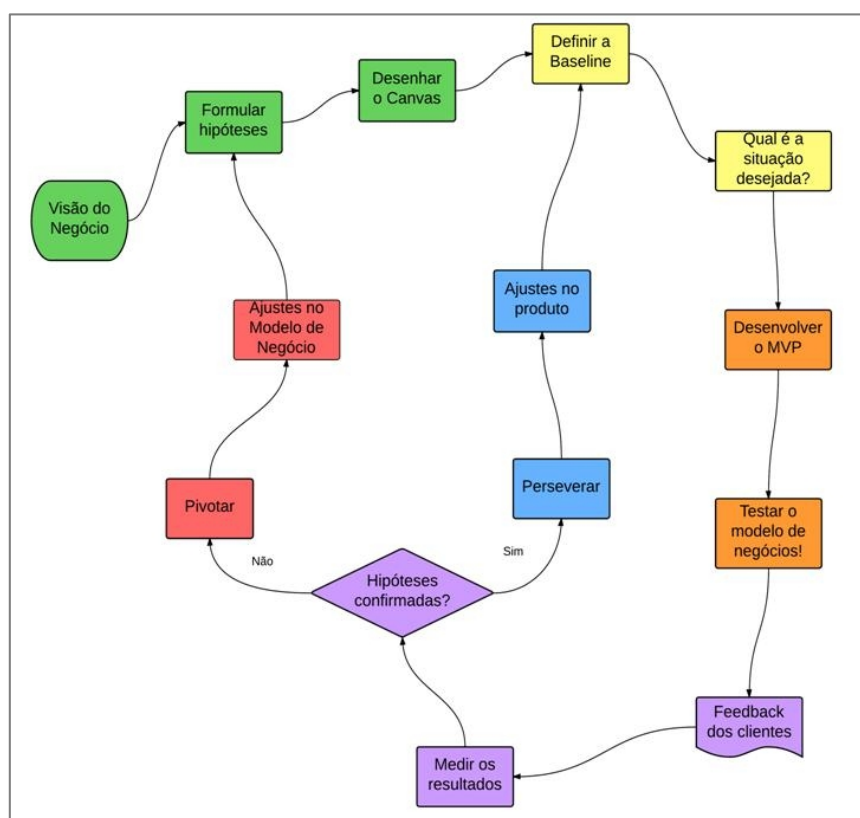 Visão do
Negócio
Formular
hipóteses
Desenhar
o Canvas
Definir a
Baseline
Qual é a
situação
desejada?
Desenvolver
o MVP
Testar o
modelo de
negócios!
Feedback
dos clientes
Medir os
resultados
Hipóteses
confirmadas?
Não
Pivotar
Ajustes no
Modelo de
Negócio
Sim
Perseverar
Ajustes no
produto